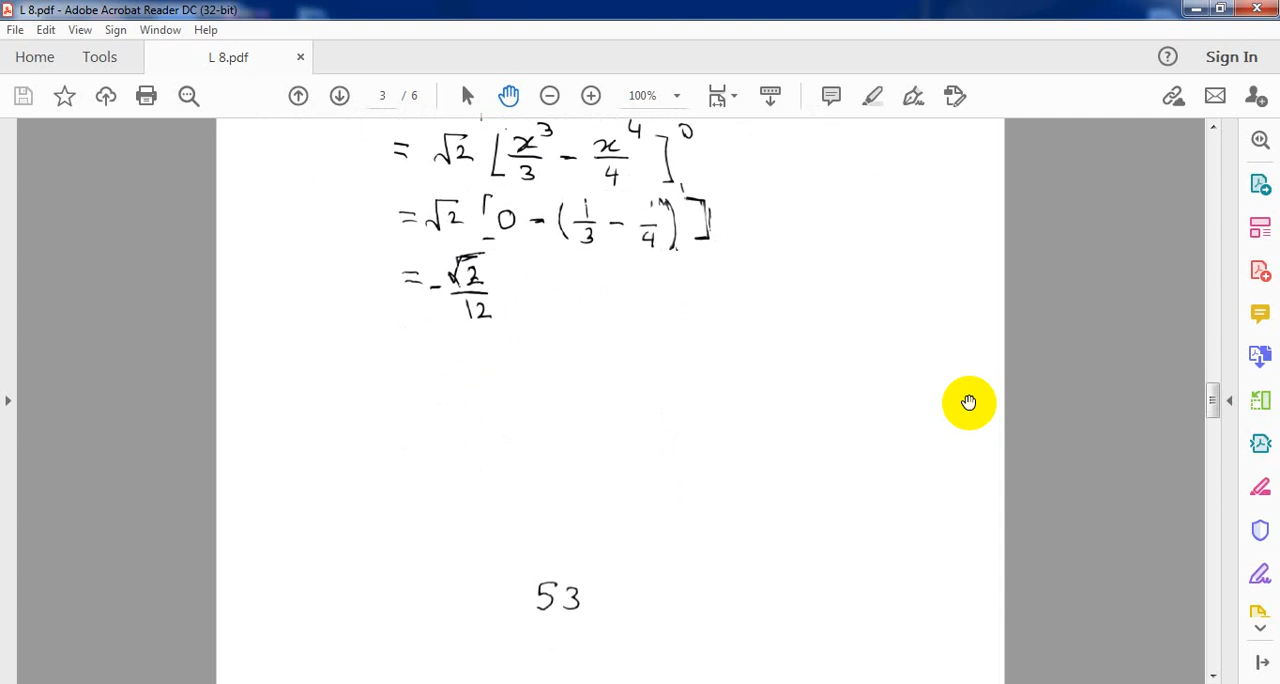 L 8.pdf - Adobe Acrobat Reader DC (32-bit)
File Edit View Sign Window Help
Home Tools L 8.pdf × Sign In
3 / 6 100%
= √2 [x³/3 - x⁴/4]₁⁰
= √2 [0 - (1/3 - 1/4)]
= -√2/12
53